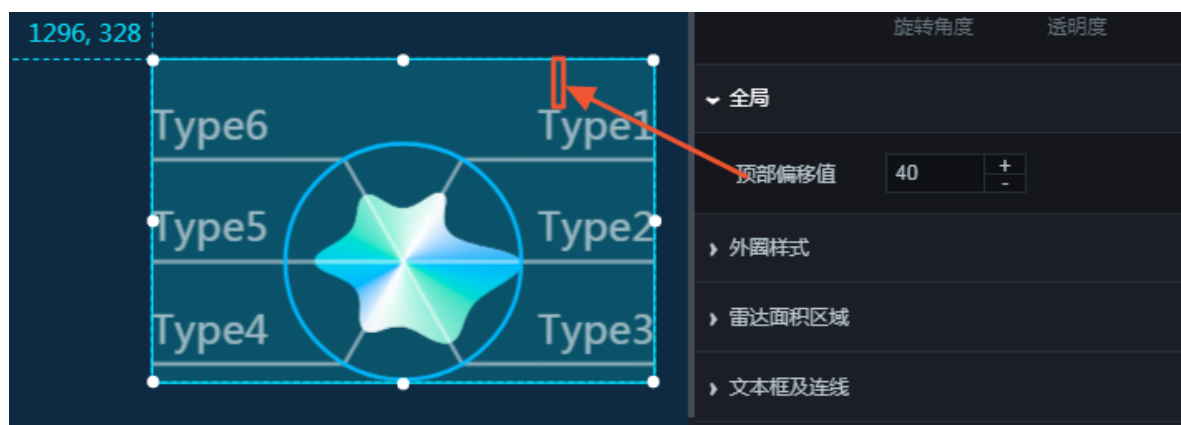 1296, 328
Type6
Type1
Type5
Type2
Type4
Type3
旋转角度 透明度
全局
顶部偏移值 40 + -
外圈样式
雷达面积区域
文本框及连线